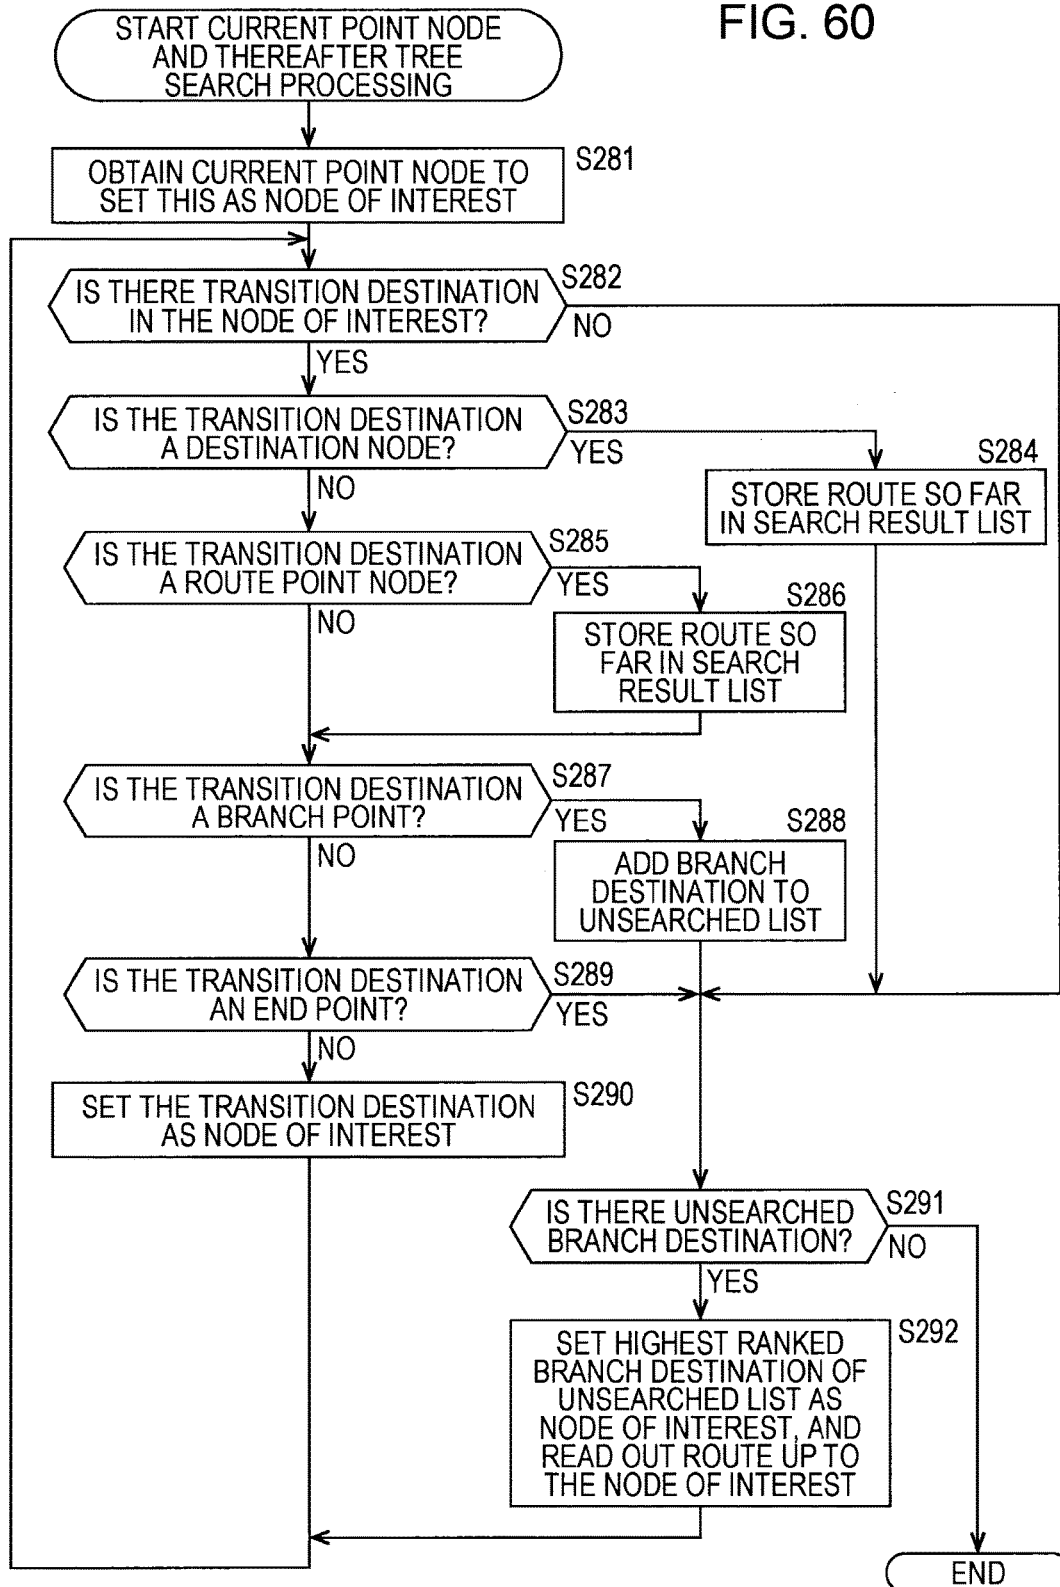 FIG. 60
START CURRENT POINT NODE
AND THEREAFTER TREE
SEARCH PROCESSING
S281
OBTAIN CURRENT POINT NODE TO
SET THIS AS NODE OF INTEREST
S282
IS THERE TRANSITION DESTINATION
IN THE NODE OF INTEREST?
NO
YES
S283
IS THE TRANSITION DESTINATION
A DESTINATION NODE?
YES
NO
S284
STORE ROUTE SO FAR
IN SEARCH RESULT LIST
S285
IS THE TRANSITION DESTINATION
A ROUTE POINT NODE?
YES
NO
S286
STORE ROUTE SO
FAR IN SEARCH
RESULT LIST
S287
IS THE TRANSITION DESTINATION
A BRANCH POINT?
YES
NO
S288
ADD BRANCH
DESTINATION TO
UNSEARCHED LIST
S289
IS THE TRANSITION DESTINATION
AN END POINT?
YES
NO
S290
SET THE TRANSITION DESTINATION
AS NODE OF INTEREST
S291
IS THERE UNSEARCHED
BRANCH DESTINATION?
NO
YES
S292
SET HIGHEST RANKED
BRANCH DESTINATION OF
UNSEARCHED LIST AS
NODE OF INTEREST, AND
READ OUT ROUTE UP TO
THE NODE OF INTEREST
END